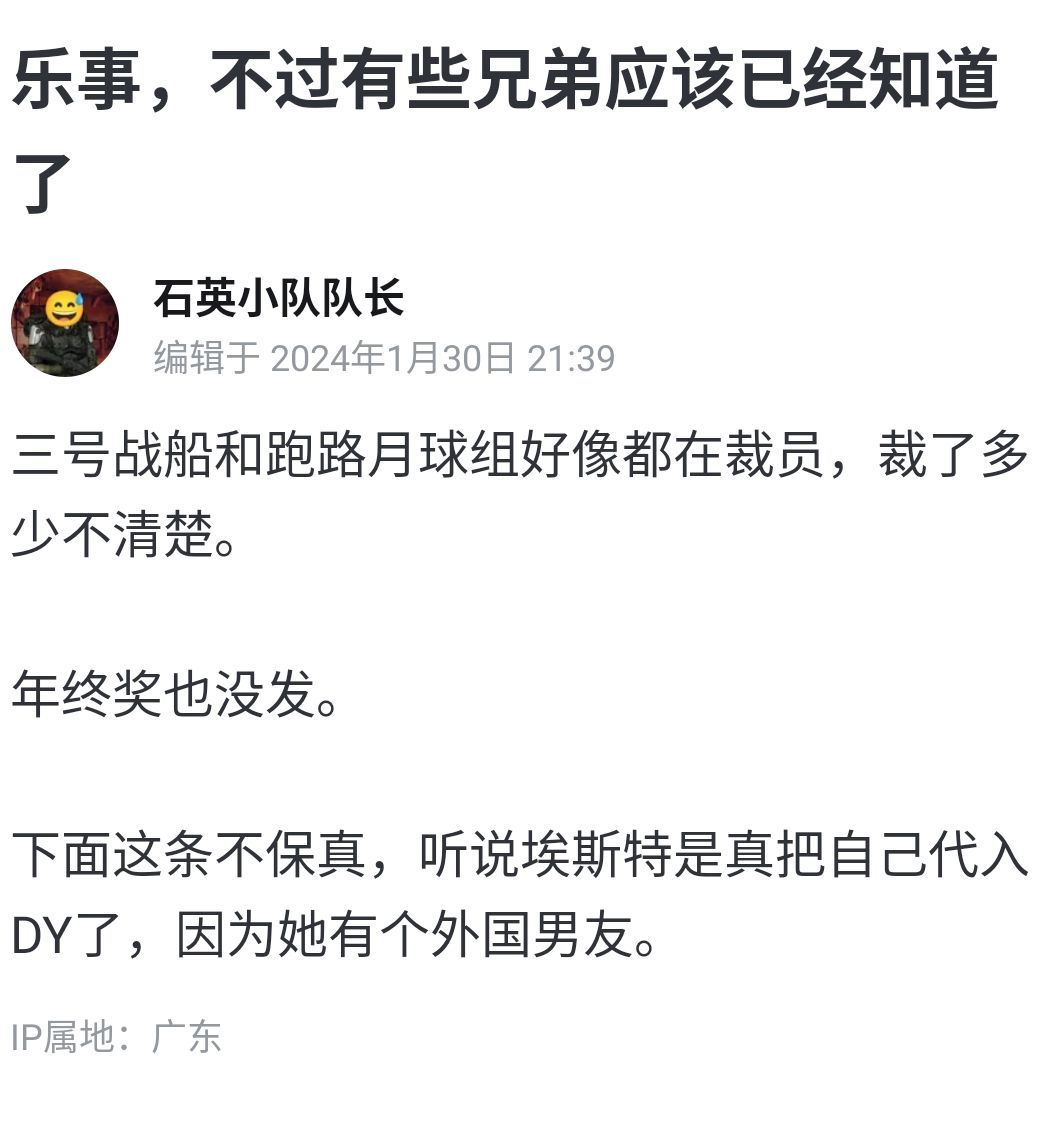 乐事，不过有些兄弟应该已经知道
了
石英小队队长
编辑于 2024年1月30日 21:39
三号战船和跑路月球组好像都在裁员，裁了多
少不清楚。
年终奖也没发。
下面这条不保真，听说埃斯特是真把自己代入
DY了，因为她有个外国男友。
IP属地：广东